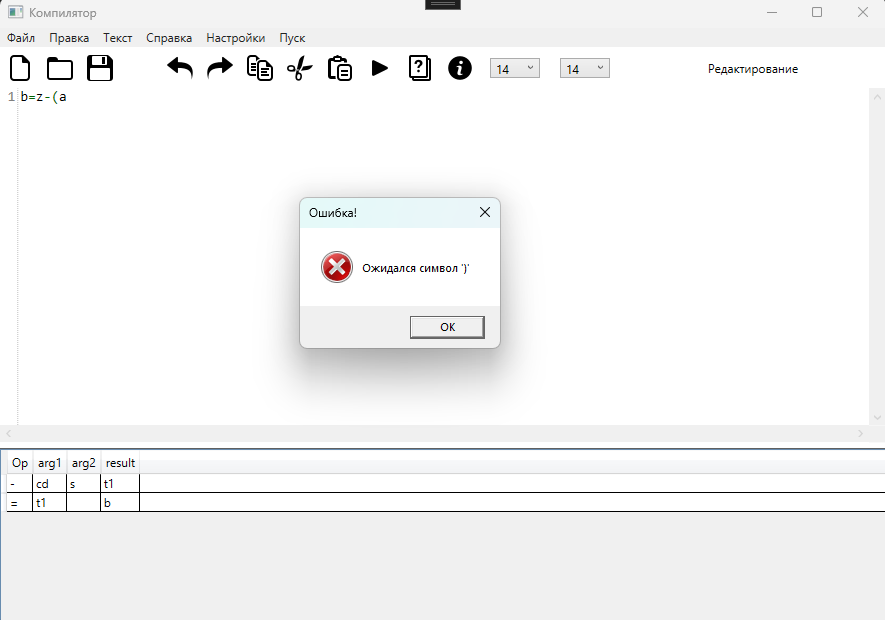 Компилятор
Файл Правка Текст Справка Настройки Пуск
14 14 Редактирование
1 b=z-(a
Ошибка!
Ожидался символ ')'
OK
Op arg1 arg2 result
- cd s t1
= t1 b